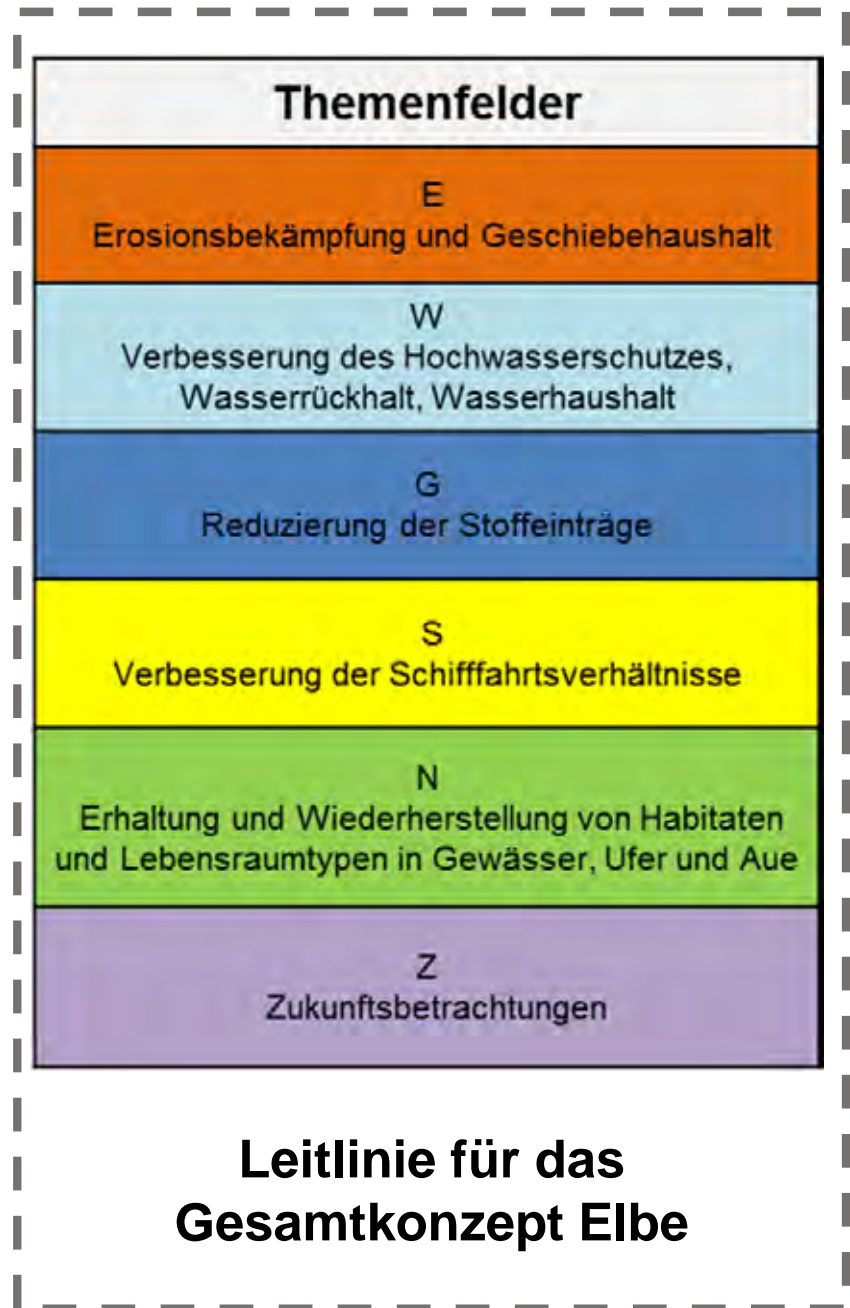 Themenfelder
E
Erosionsbekämpfung und Geschiebehaushalt
W
Verbesserung des Hochwasserschutzes,
Wasserrückhalt, Wasserhaushalt
G
Reduzierung der Stoffeinträge
S
Verbesserung der Schifffahrtsverhältnisse
N
Erhaltung und Wiederherstellung von Habitaten
und Lebensraumtypen in Gewässer, Ufer und Aue
Z
Zukunftsbetrachtungen
Leitlinie für das
Gesamtkonzept Elbe